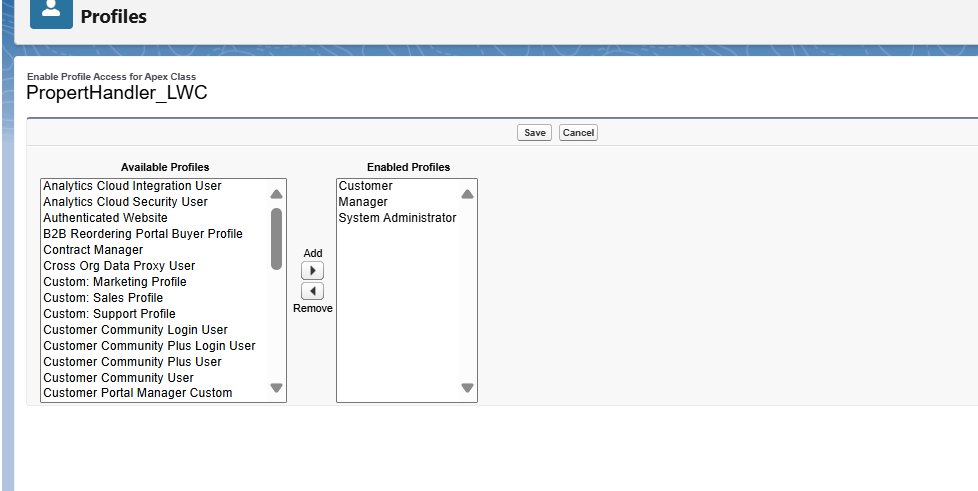 Profiles
Enable Profile Access for Apex Class
PropertHandler_LWC
Save Cancel
Available Profiles
Analytics Cloud Integration User
Analytics Cloud Security User
Authenticated Website
B2B Reordering Portal Buyer Profile
Contract Manager
Cross Org Data Proxy User
Custom: Marketing Profile
Custom: Sales Profile
Custom: Support Profile
Customer Community Login User
Customer Community Plus Login User
Customer Community Plus User
Customer Community User
Customer Portal Manager Custom
Add
Remove
Enabled Profiles
Customer
Manager
System Administrator